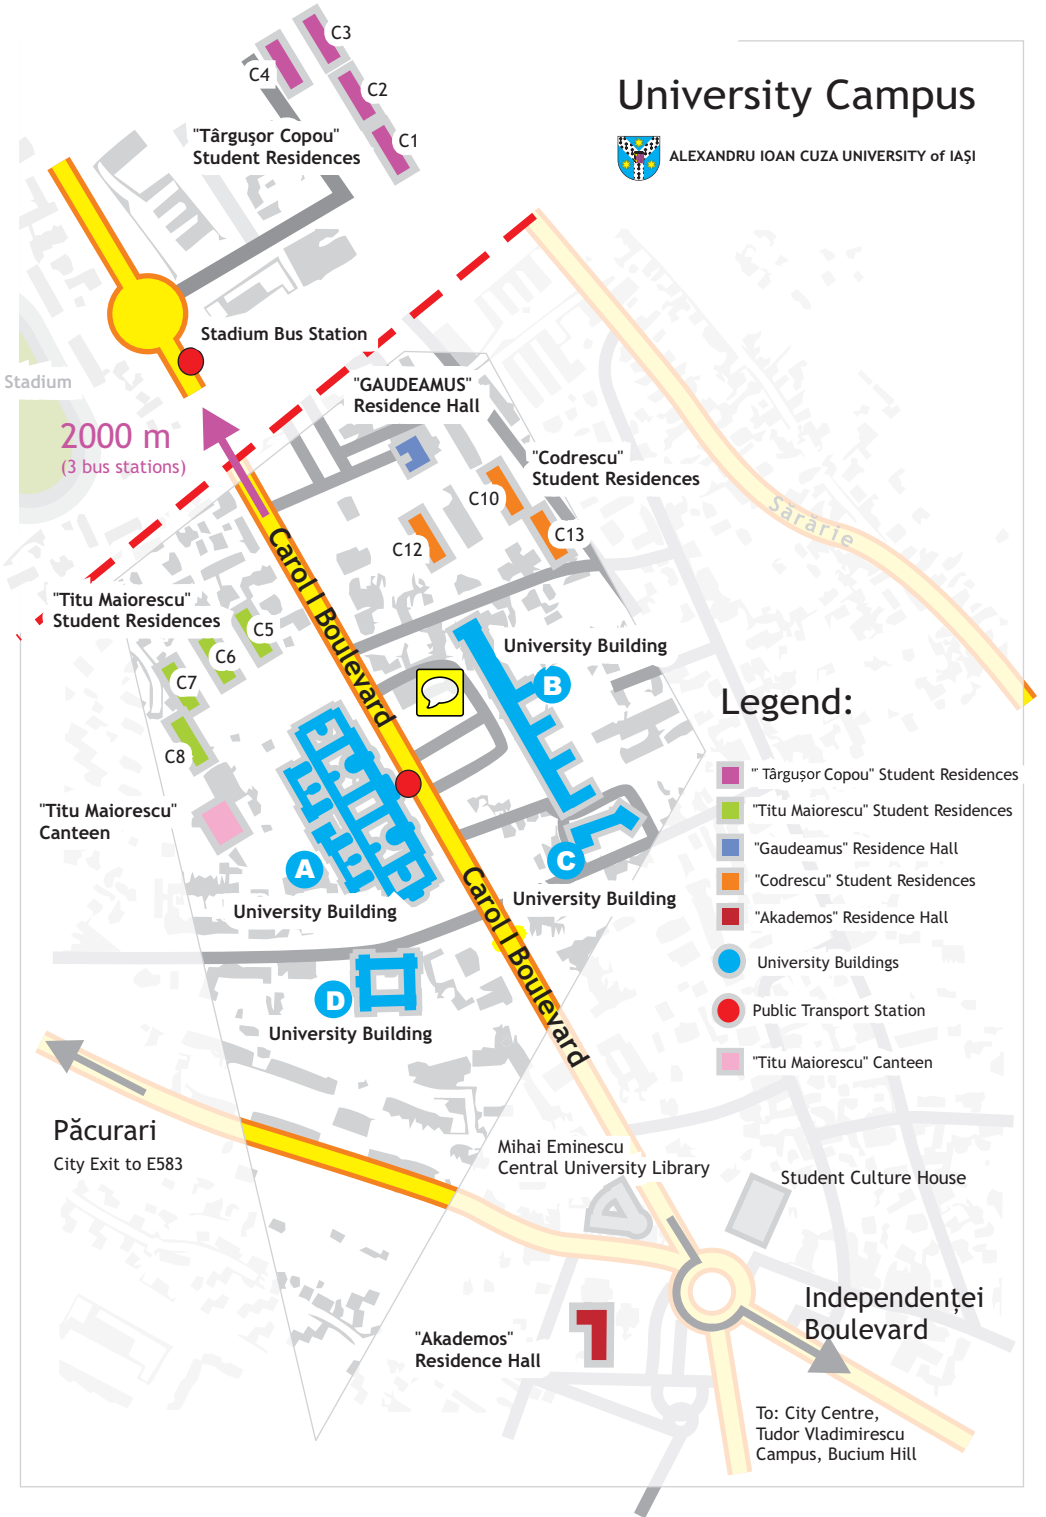 University Campus
ALEXANDRU IOAN CUZA UNIVERSITY of IAŞI
C3
C4
C2
C1
"Târguşor Copou"
Student Residences
Stadium Bus Station
Stadium
2000 m
(3 bus stations)
"GAUDEAMUS"
Residence Hall
"Codrescu"
Student Residences
C10
C13
C12
Sărărie
Carol I Boulevard
"Titu Maiorescu"
Student Residences
C5
C6
C7
C8
University Building
B
"Titu Maiorescu"
Canteen
A
University Building
C
University Building
Carol I Boulevard
D
University Building
Legend:
" Târgușor Copou" Student Residences
"Titu Maiorescu" Student Residences
"Gaudeamus" Residence Hall
"Codrescu" Student Residences
"Akademos" Residence Hall
University Buildings
Public Transport Station
"Titu Maiorescu" Canteen
Păcurari
City Exit to E583
Mihai Eminescu
Central University Library
Student Culture House
Independenței
Boulevard
"Akademos"
Residence Hall
To: City Centre,
Tudor Vladimirescu
Campus, Bucium Hill